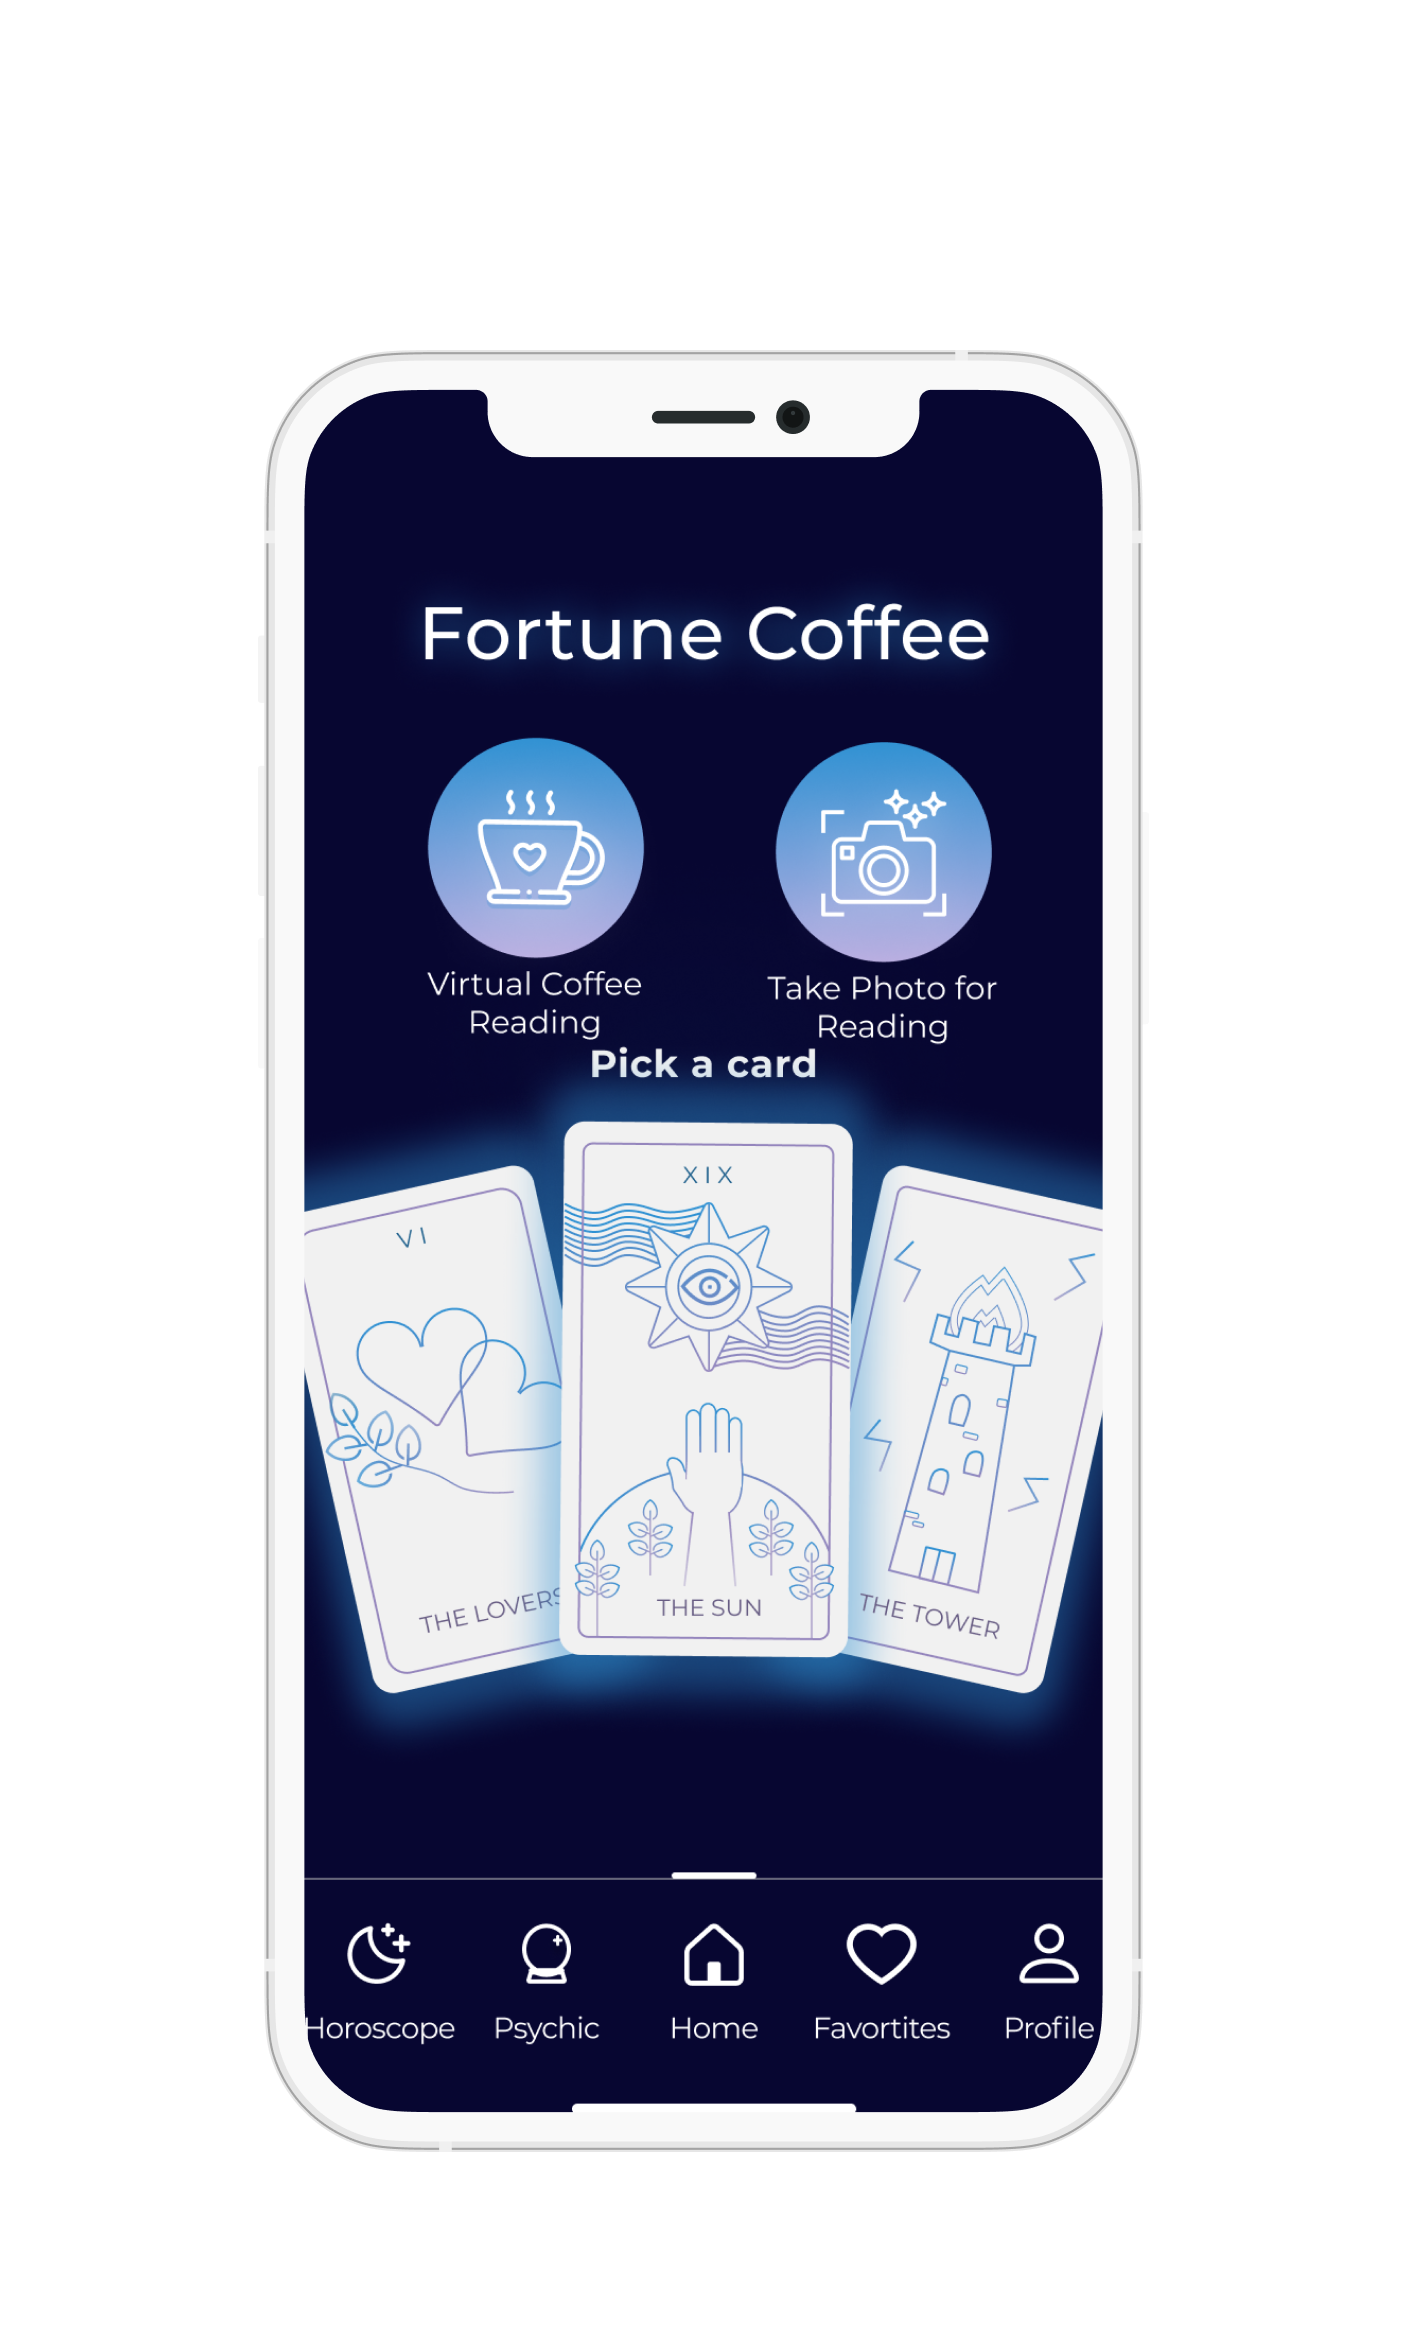 Fortune Coffee
Virtual Coffee
Reading
Take Photo for
Reading
Pick a card
VI
THE LOVERS
XIX
THE SUN
THE TOWER
Horoscope
Psychic
Home
Favortites
Profile